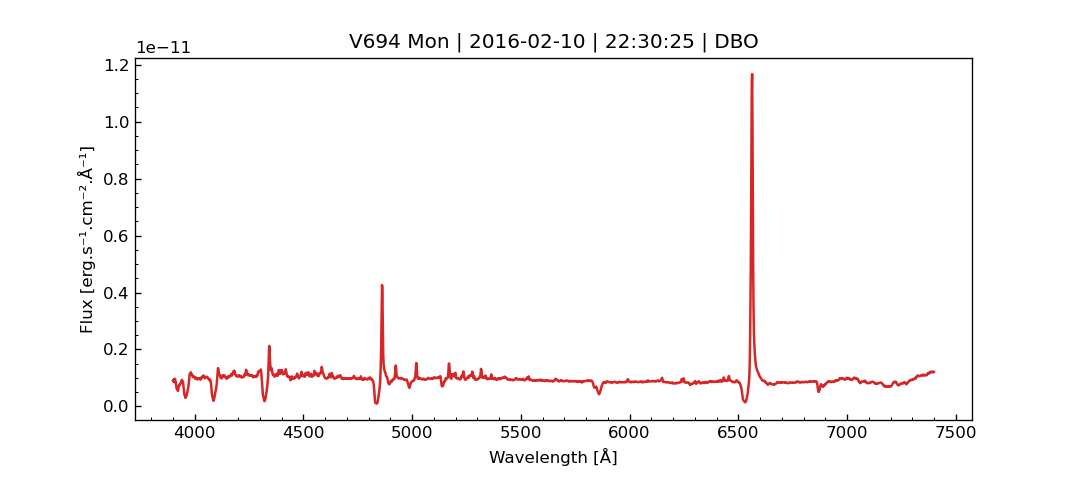 V694 Mon | 2016-02-10 | 22:30:25 | DBO
1e−11
1.2
1.0
0.8
0.6
0.4
0.2
0.0
Flux [erg.s⁻¹.cm⁻².Å⁻¹]
4000 4500 5000 5500 6000 6500 7000 7500
Wavelength [Å]